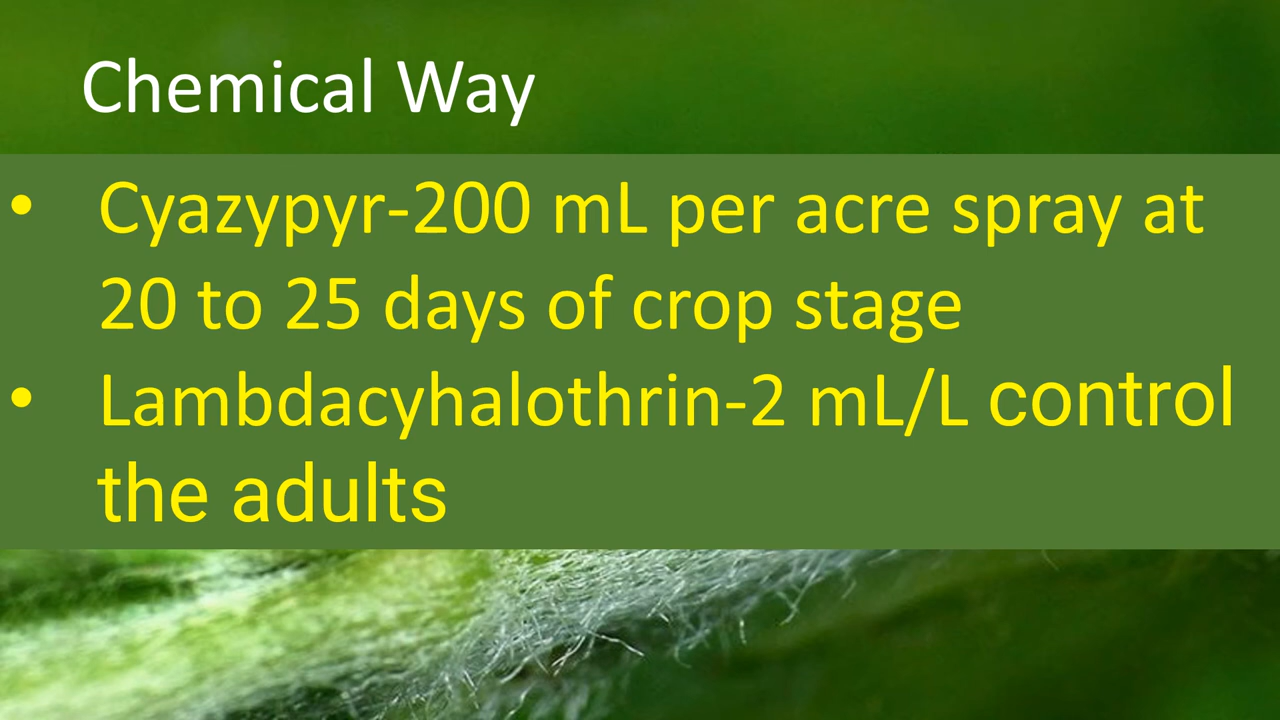 Chemical Way
• Cyazypyr-200 mL per acre spray at
20 to 25 days of crop stage
• Lambdacyhalothrin-2 mL/L control
the adults